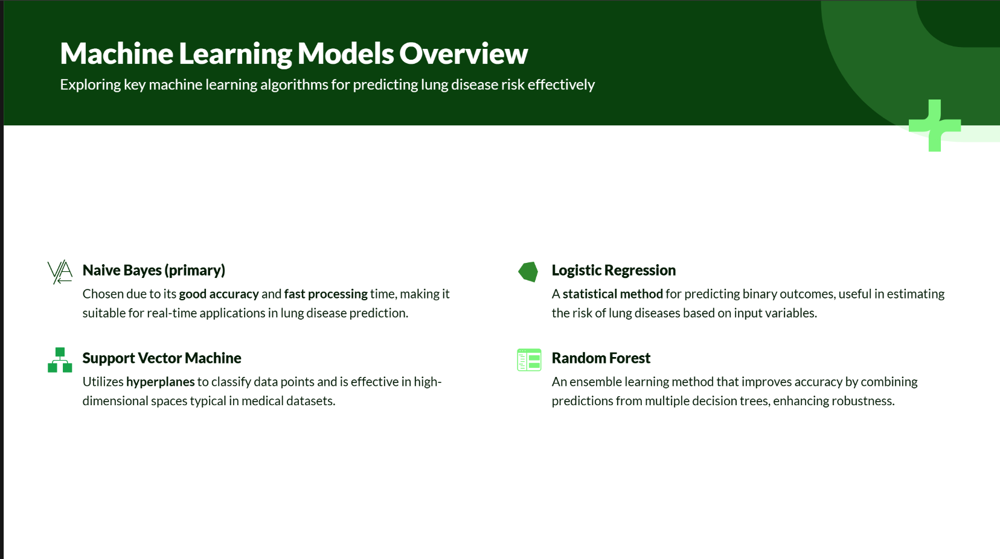 Machine Learning Models Overview
Exploring key machine learning algorithms for predicting lung disease risk effectively
Naive Bayes (primary)
Chosen due to its good accuracy and fast processing time, making it
suitable for real-time applications in lung disease prediction.
Logistic Regression
A statistical method for predicting binary outcomes, useful in estimating
the risk of lung diseases based on input variables.
Support Vector Machine
Utilizes hyperplanes to classify data points and is effective in high-
dimensional spaces typical in medical datasets.
Random Forest
An ensemble learning method that improves accuracy by combining
predictions from multiple decision trees, enhancing robustness.